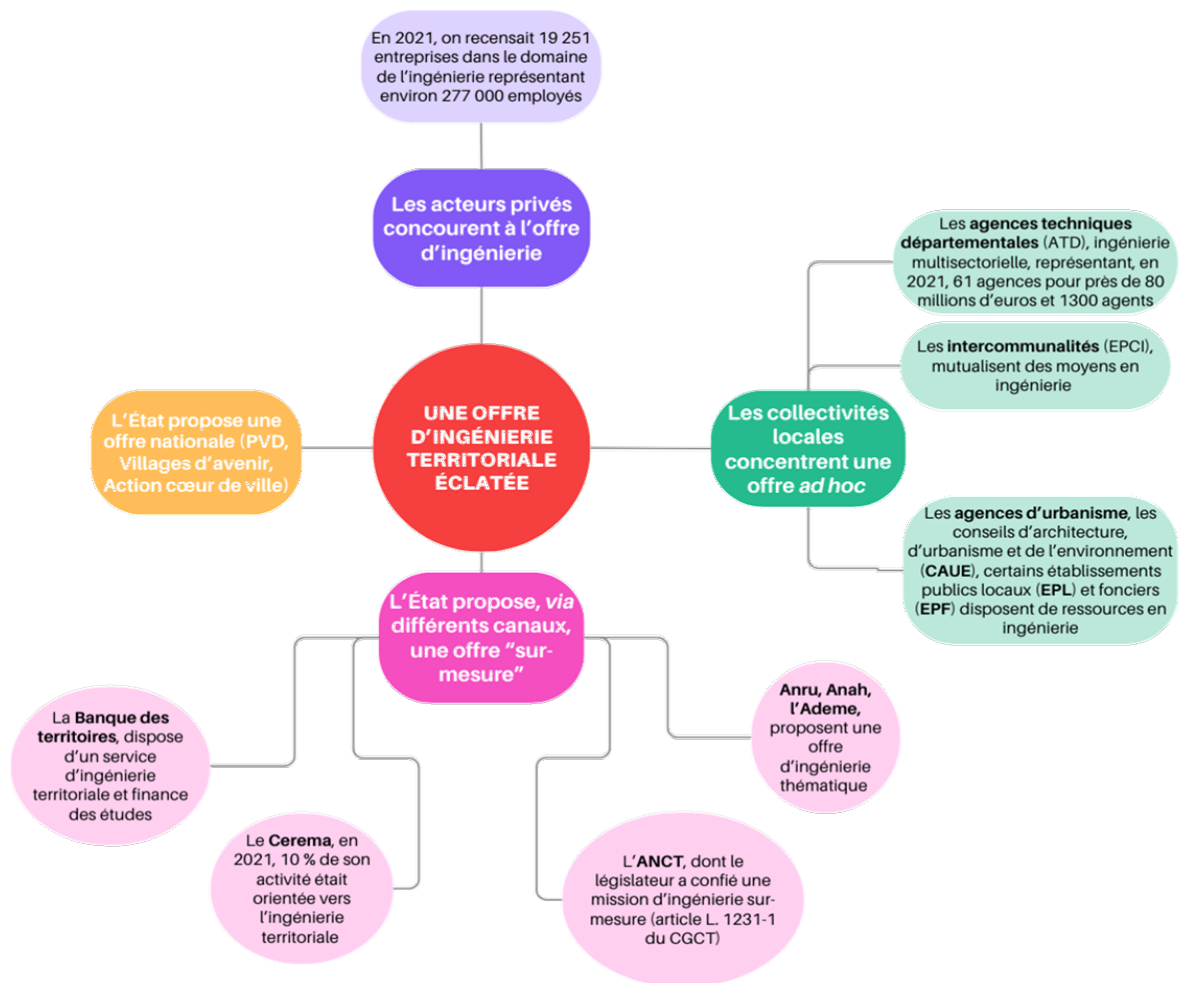 En 2021, on recensait 19 251
entreprises dans le domaine
de l'ingénierie représentant
environ 277 000 employés
Les acteurs privés
concourent à l'offre
d'ingénierie
Les agences techniques
départementales (ATD), ingénierie
multisectorielle, représentant, en
2021, 61 agences pour près de 80
millions d'euros et 1300 agents
Les intercommunalités (EPCI),
mutualisent des moyens en
ingénierie
L'État propose une
offre nationale (PVD,
Villages d'avenir,
Action cœur de ville)
UNE OFFRE
D'INGÉNIERIE
TERRITORIALE
ÉCLATÉE
Les collectivités
locales
concentrent une
offre ad hoc
Les agences d'urbanisme, les
conseils d'architecture,
d'urbanisme et de l'environnement
(CAUE), certains établissements
publics locaux (EPL) et fonciers
(EPF) disposent de ressources en
ingénierie
L'État propose, via
différents canaux,
une offre “sur-
mesure”
La Banque des
territoires, dispose
d'un service
d'ingénierie
territoriale et finance
des études
Le Cerema, en
2021, 10 % de son
activité était
orientée vers
l'ingénierie
territoriale
L'ANCT, dont le
législateur a confié une
mission d'ingénierie sur-
mesure (article L. 1231-1
du CGCT)
Anru, Anah,
l'Ademe,
proposent une
offre
d'ingénierie
thématique